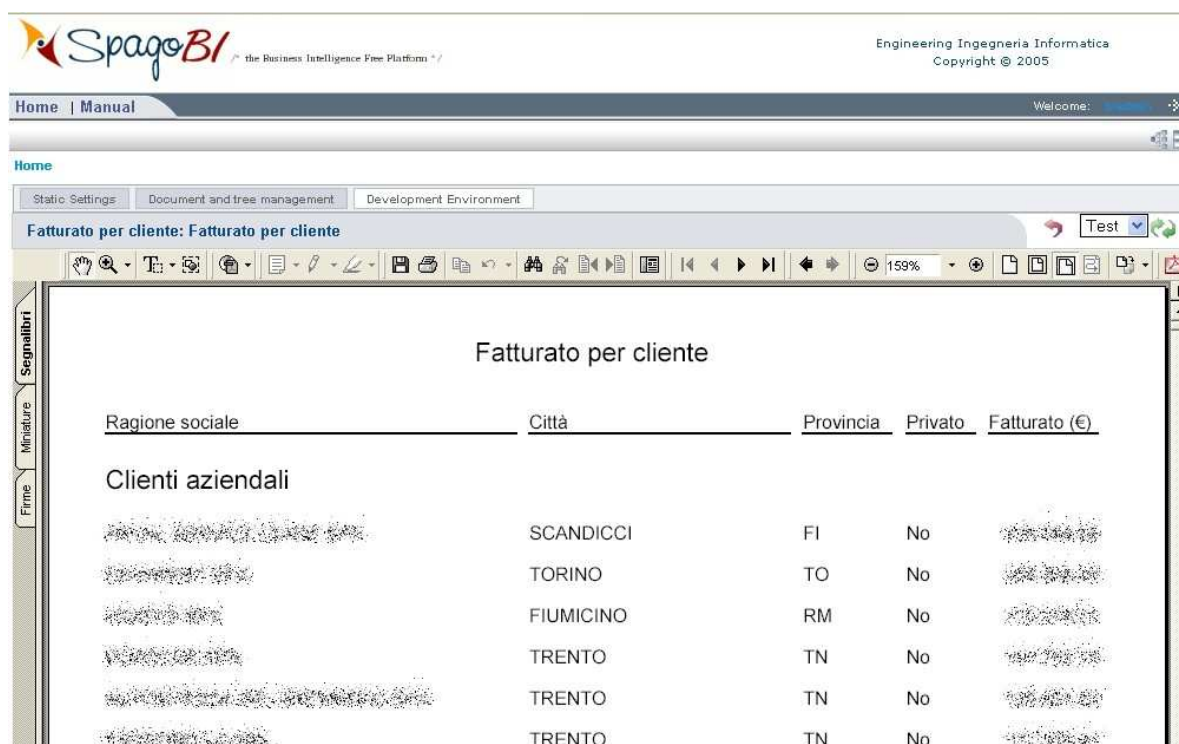 SpagoBI /* the Business Intelligence Free Platform */
Engineering Ingegneria Informatica
Copyright © 2005
Home | Manual
Welcome:
Home
Static Settings Document and tree management Development Environment
Fatturato per cliente: Fatturato per cliente
Test
159%
Segnalibri
Miniature
Firme
Fatturato per cliente
Ragione sociale Città Provincia Privato Fatturato (€)
Clienti aziendali
SCANDICCI FI No
TORINO TO No
FIUMICINO RM No
TRENTO TN No
TRENTO TN No
TRENTO TN No